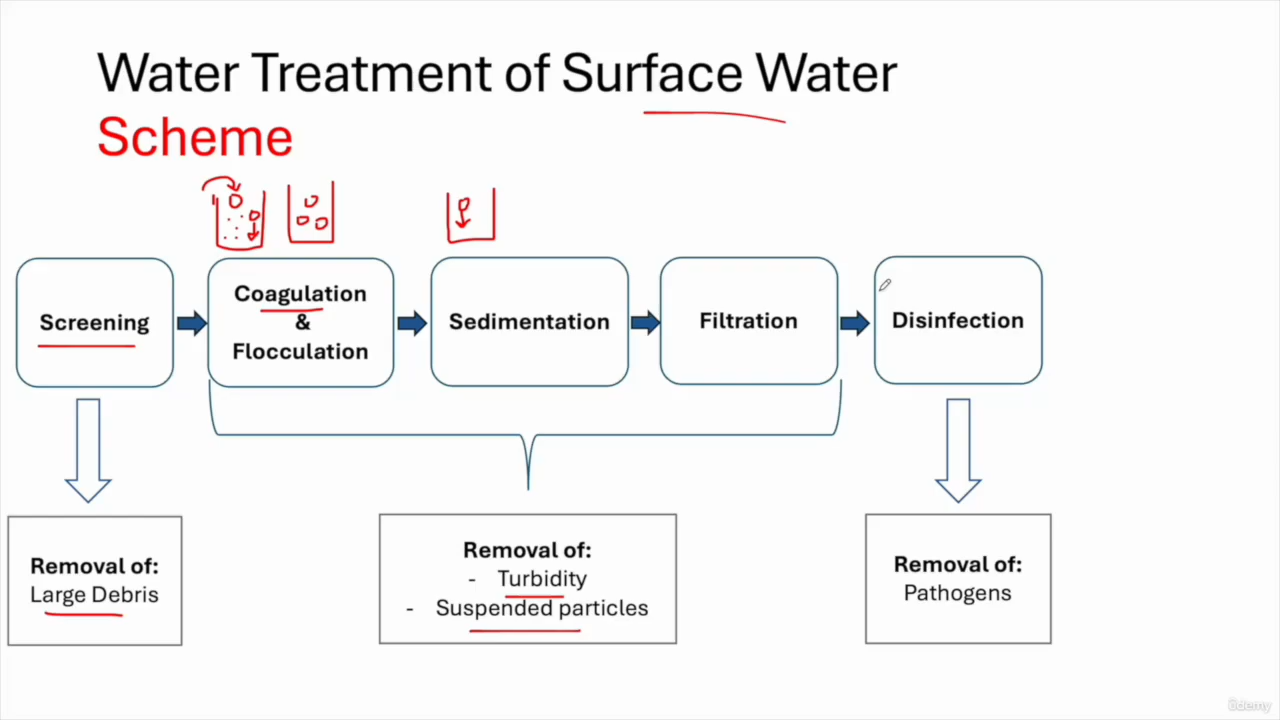 Water Treatment of Surface Water
Scheme
Screening
Coagulation
&
Flocculation
Sedimentation
Filtration
Disinfection
Removal of:
Large Debris
Removal of:
- Turbidity
- Suspended particles
Removal of:
Pathogens
ûdemy